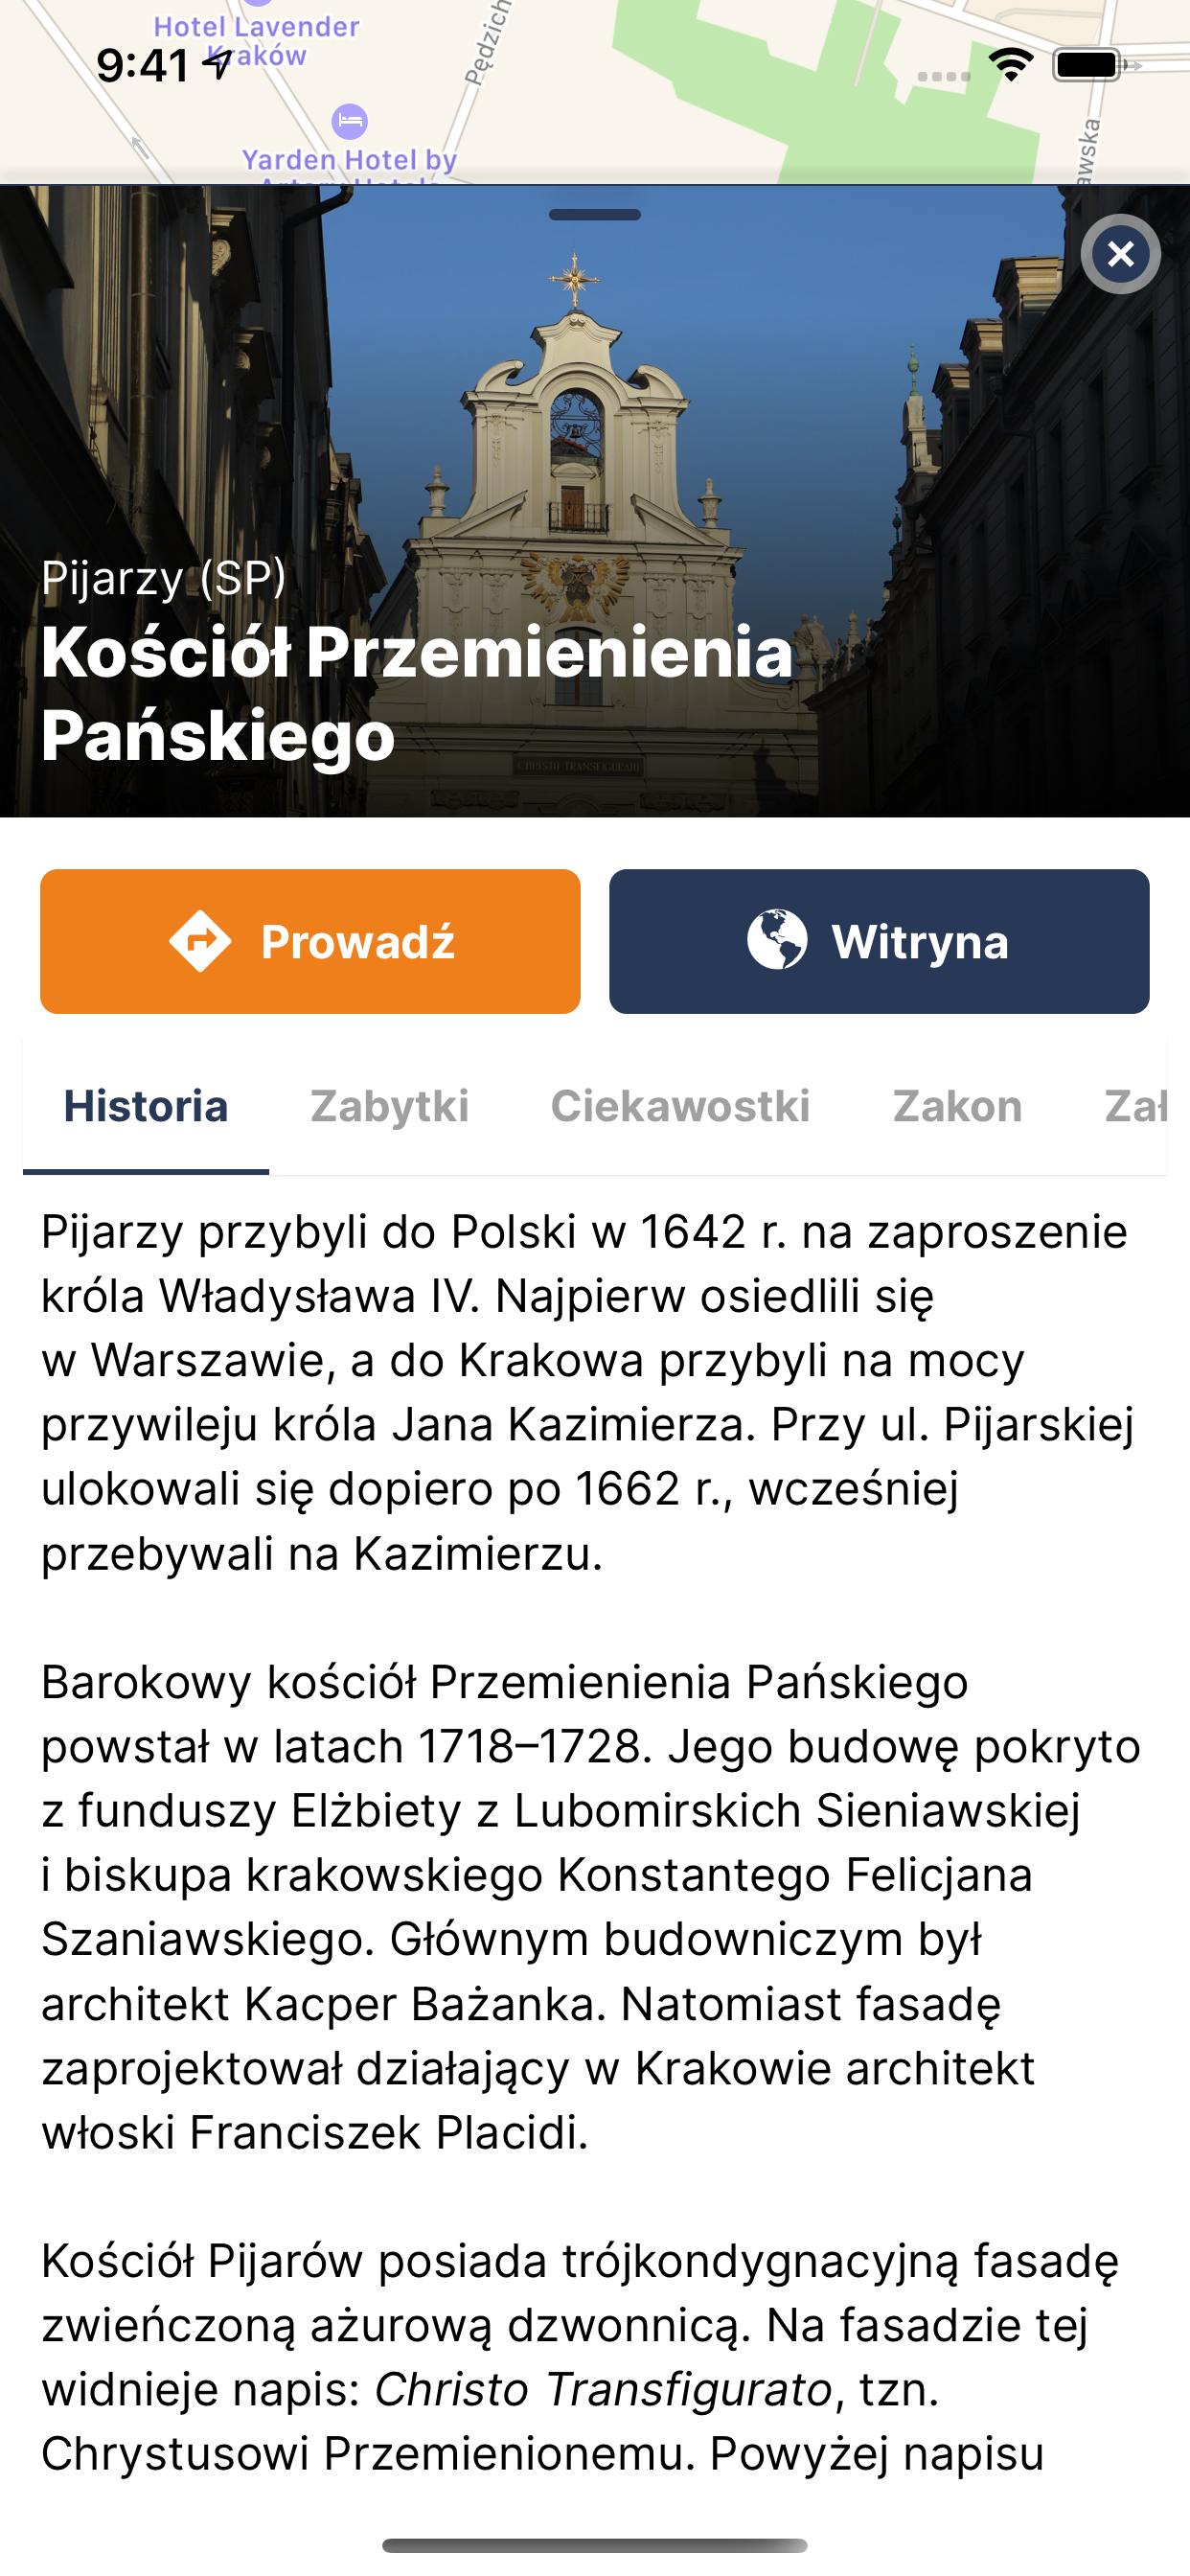 Hotel Lavender
Kraków
9:41
Pędzich
Yarden Hotel by
awska
Pijarzy (SP)
Kościół Przemienienia
Pańskiego
CHRISTO TRANSFIGURATO
Prowadź
Witryna
Historia Zabytki Ciekawostki Zakon Zał
Pijarzy przybyli do Polski w 1642 r. na zaproszenie
króla Władysława IV. Najpierw osiedlili się
w Warszawie, a do Krakowa przybyli na mocy
przywileju króla Jana Kazimierza. Przy ul. Pijarskiej
ulokowali się dopiero po 1662 r., wcześniej
przebywali na Kazimierzu.
Barokowy kościół Przemienienia Pańskiego
powstał w latach 1718–1728. Jego budowę pokryto
z funduszy Elżbiety z Lubomirskich Sieniawskiej
i biskupa krakowskiego Konstantego Felicjana
Szaniawskiego. Głównym budowniczym był
architekt Kacper Bażanka. Natomiast fasadę
zaprojektował działający w Krakowie architekt
włoski Franciszek Placidi.
Kościół Pijarów posiada trójkondygnacyjną fasadę
zwieńczoną ażurową dzwonnicą. Na fasadzie tej
widnieje napis: Christo Transfigurato, tzn.
Chrystusowi Przemienionemu. Powyżej napisu